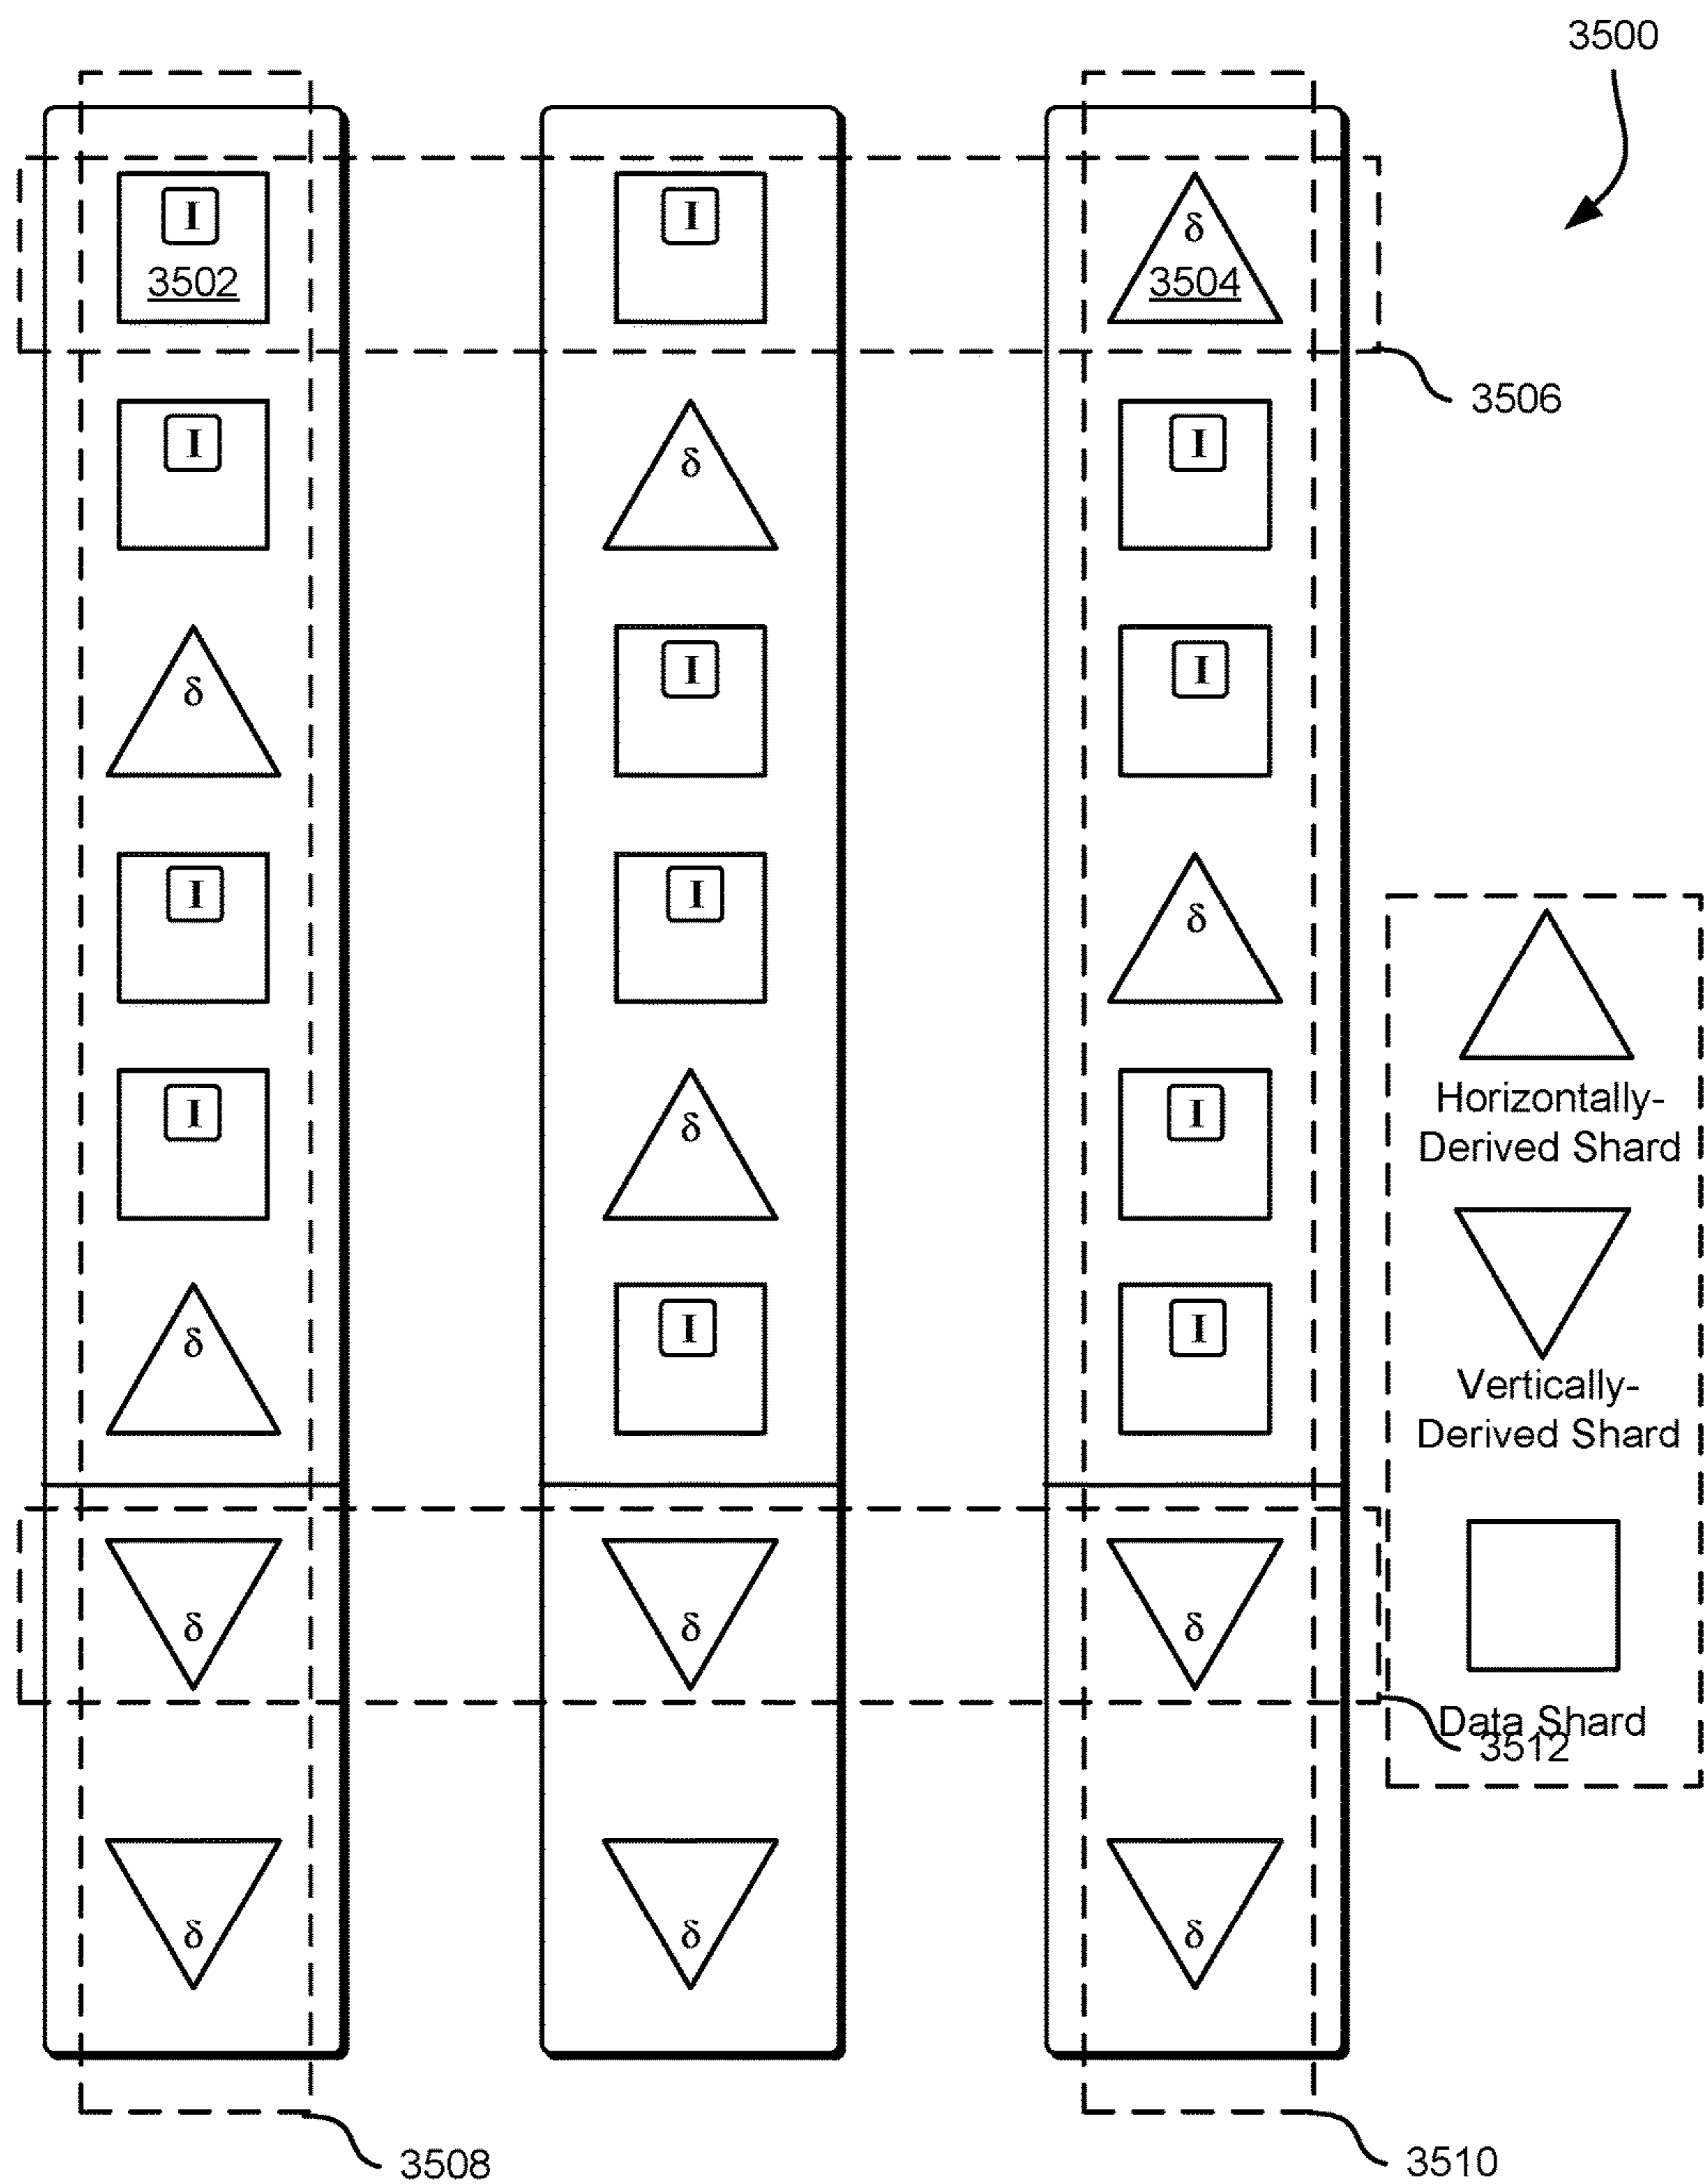 3500
I
I
δ
3502
3504
3506
I
δ
I
δ
I
I
I
I
δ
Horizontally-
Derived Shard
I
δ
I
δ
I
I
Vertically-
Derived Shard
δ
δ
δ
Data Shard
3512
δ
δ
δ
3508
3510